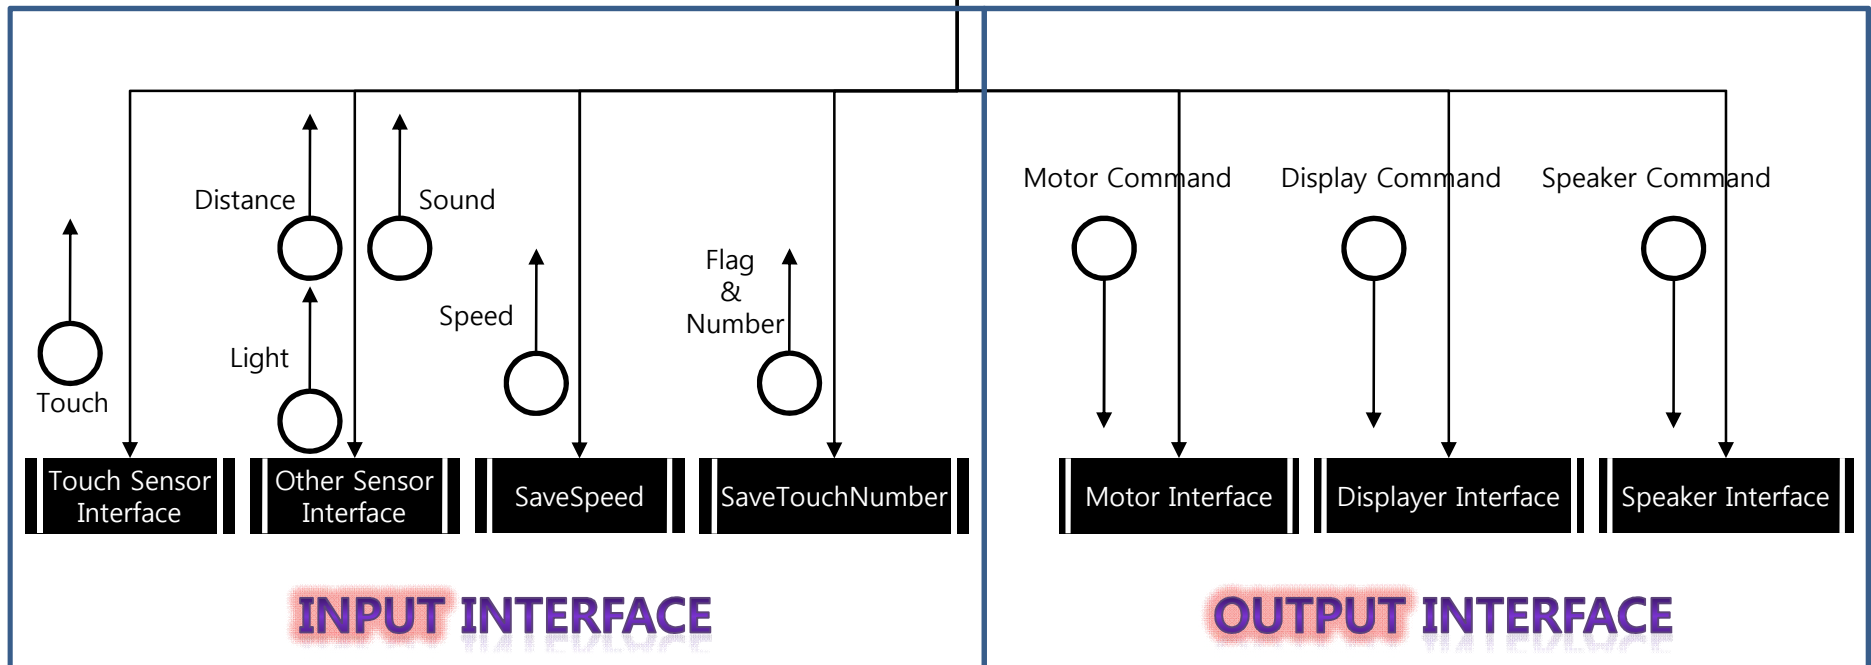 Motor Command
Display Command
Speaker Command
Distance
Sound
Flag
&
Number
Speed
Light
Touch
Touch Sensor
Interface
Other Sensor
Interface
SaveSpeed
SaveTouchNumber
Motor Interface
Displayer Interface
Speaker Interface
INPUT INTERFACE
OUTPUT INTERFACE